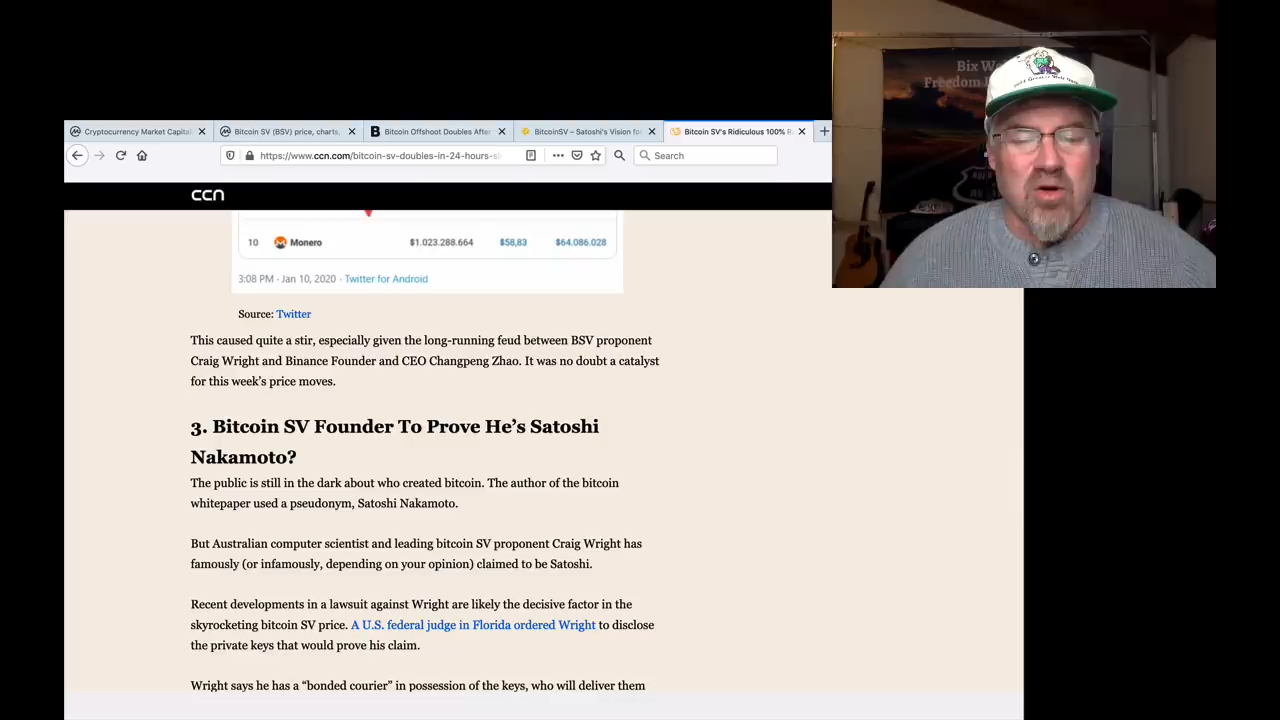 Bix We
Freedom
Cryptocurrency Market Capital
Bitcoin SV (BSV) price, charts,
Bitcoin Offshoot Doubles After
BitcoinSV – Satoshi's Vision for
Bitcoin SV's Ridiculous 100% R
https://www.ccn.com/bitcoin-sv-doubles-in-24-hours-s
Search
ccn
10 Monero $1.023.288.664 $58,83 $64.086.028
3:08 PM · Jan 10, 2020 · Twitter for Android
Source: Twitter
This caused quite a stir, especially given the long-running feud between BSV proponent
Craig Wright and Binance Founder and CEO Changpeng Zhao. It was no doubt a catalyst
for this week's price moves.
3. Bitcoin SV Founder To Prove He's Satoshi
Nakamoto?
The public is still in the dark about who created bitcoin. The author of the bitcoin
whitepaper used a pseudonym, Satoshi Nakamoto.
But Australian computer scientist and leading bitcoin SV proponent Craig Wright has
famously (or infamously, depending on your opinion) claimed to be Satoshi.
Recent developments in a lawsuit against Wright are likely the decisive factor in the
skyrocketing bitcoin SV price. A U.S. federal judge in Florida ordered Wright to disclose
the private keys that would prove his claim.
Wright says he has a “bonded courier” in possession of the keys, who will deliver them